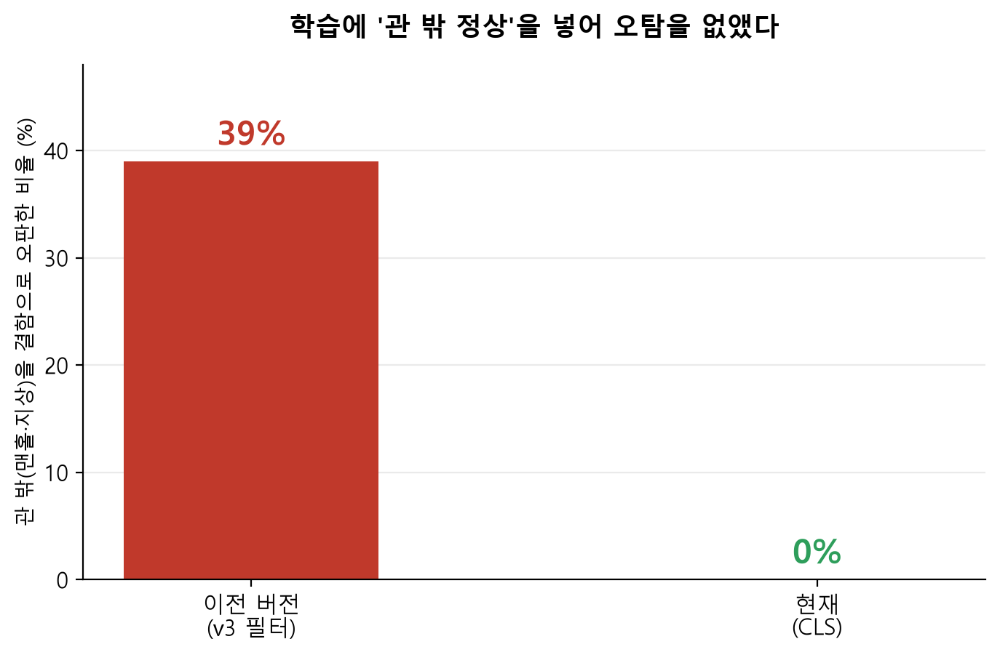 학습에 '관 밖 정상'을 넣어 오탐을 없앴다
관 밖(맨홀·지상)을 결함으로 오판한 비율 (%)
40
30
20
10
0
39%
0%
이전 버전
(v3 필터)
현재
(CLS)